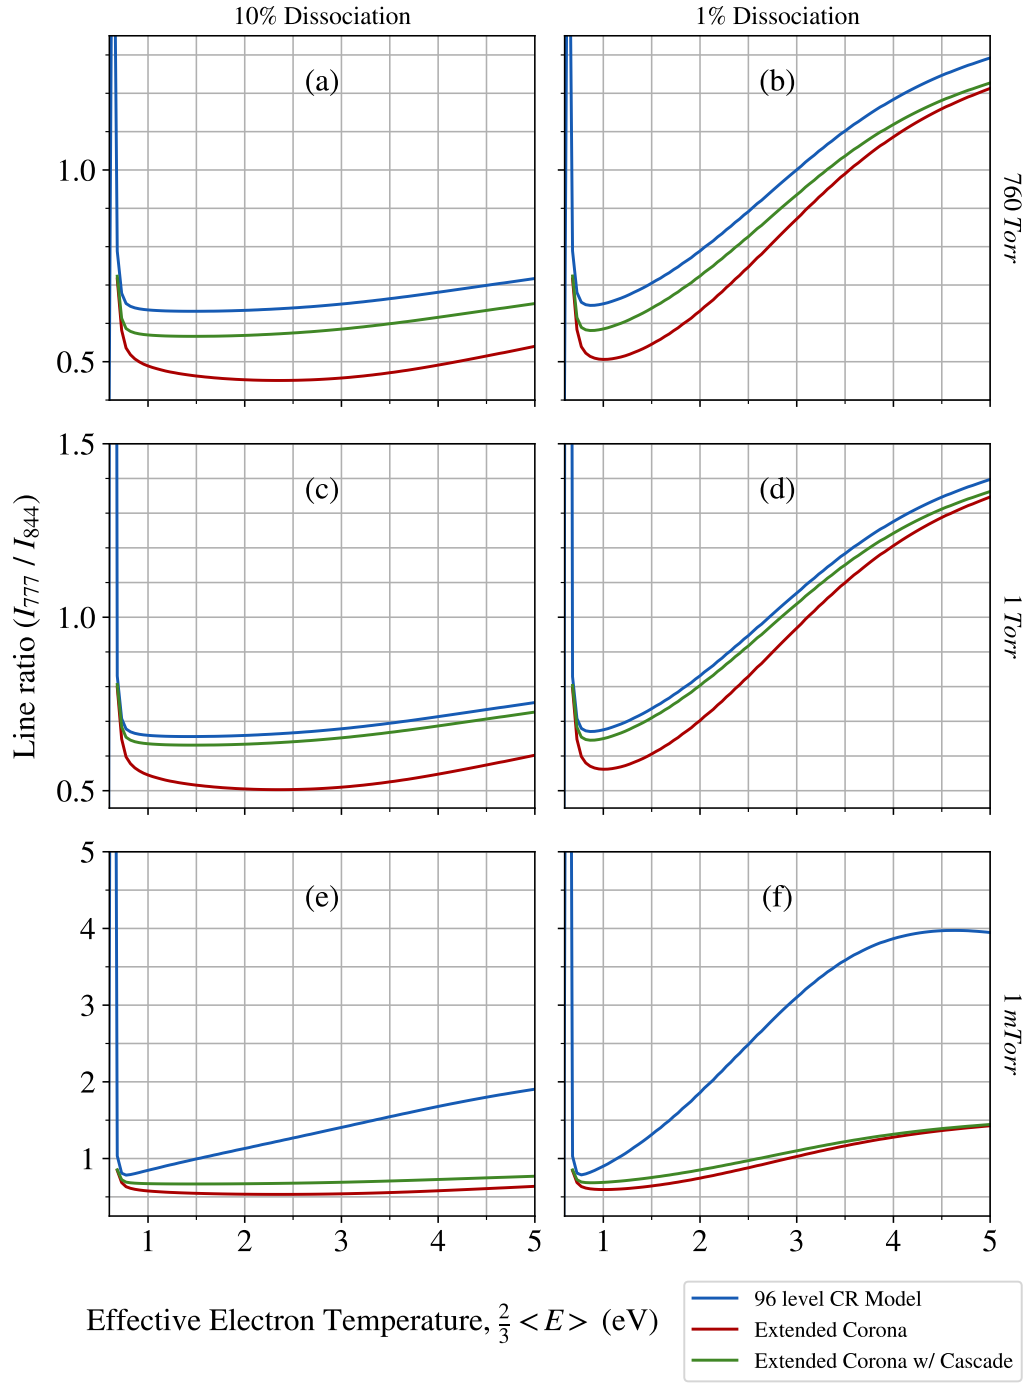 10% Dissociation
1% Dissociation
(a)
(b)
1.0
0.5
760 Torr
1.5
(c)
(d)
1.0
0.5
Line ratio (I777 / I844)
1 Torr
5
(e)
(f)
4
3
2
1
1 mTorr
1 2 3 4 5
1 2 3 4 5
Effective Electron Temperature, 2/3 <E> (eV)
96 level CR Model
Extended Corona
Extended Corona w/ Cascade